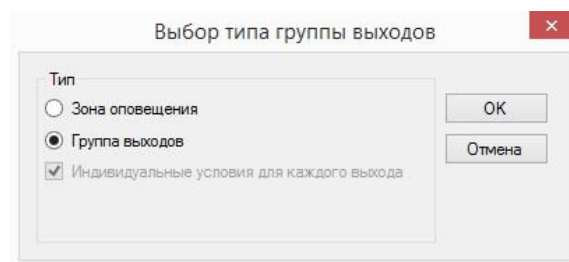 Выбор типа группы выходов
Тип
Зона оповещения
OK
Группа выходов
Отмена
Индивидуальные условия для каждого выхода